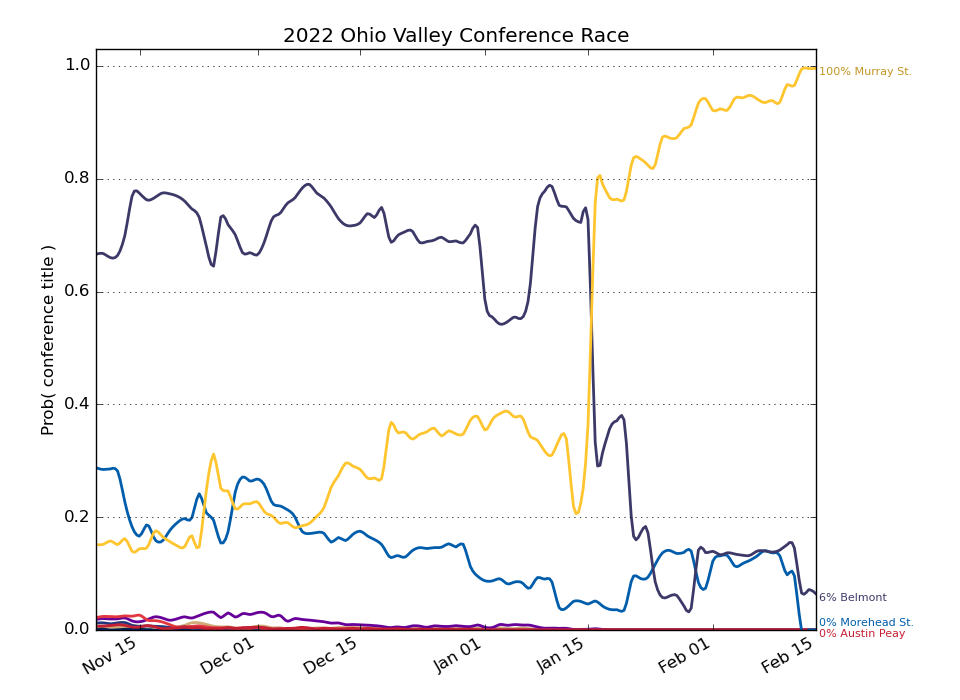 2022 Ohio Valley Conference Race
Prob( conference title )
1.0
0.8
0.6
0.4
0.2
0.0
Nov 15
Dec 01
Dec 15
Jan 01
Jan 15
Feb 01
Feb 15
100% Murray St.
6% Belmont
0% Morehead St.
0% Austin Peay